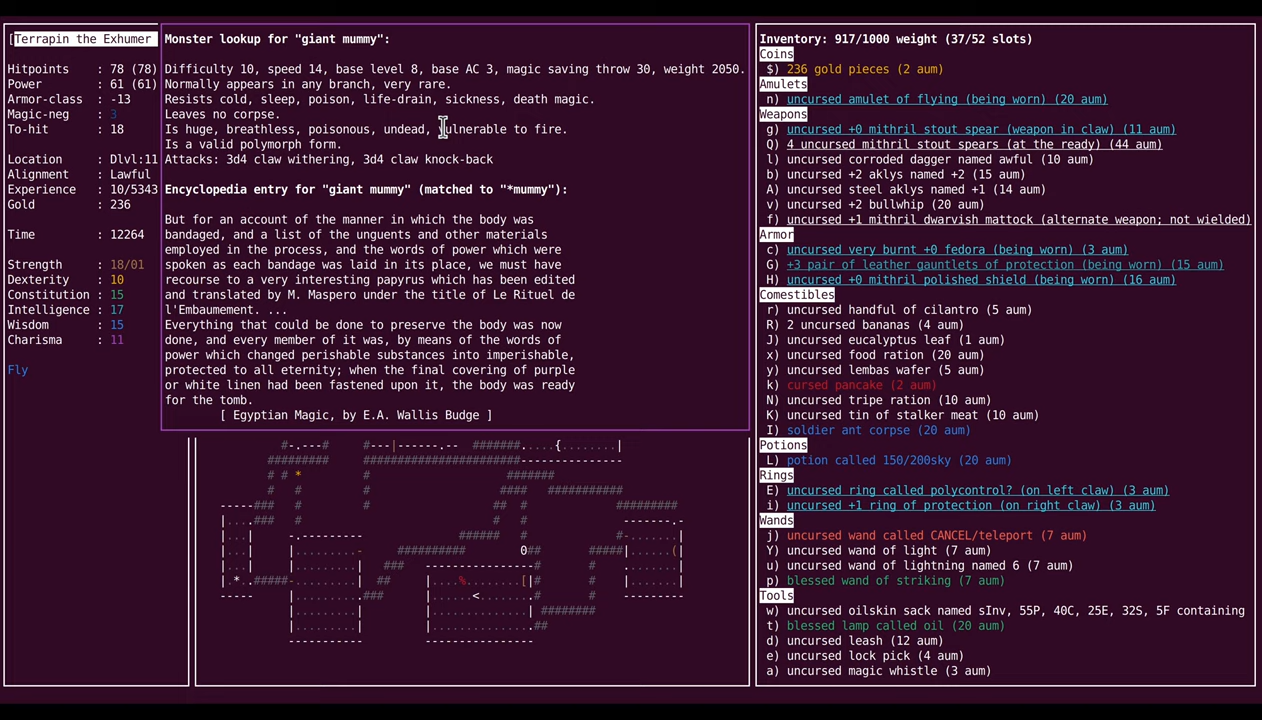 [Terrapin the Exhumer
Hitpoints : 78 (78)
Power : 61 (61)
Armor-class : -13
Magic-neg : 3
To-hit : 18
Location : Dlvl:11
Alignment : Lawful
Experience : 10/5343
Gold : 236
Time : 12264
Strength : 18/01
Dexterity : 10
Constitution : 15
Intelligence : 17
Wisdom : 15
Charisma : 11
Fly
Monster lookup for "giant mummy":
Difficulty 10, speed 14, base level 8, base AC 3, magic saving throw 30, weight 2050.
Normally appears in any branch, very rare.
Resists cold, sleep, poison, life-drain, sickness, death magic.
Leaves no corpse.
Is huge, breathless, poisonous, undead, vulnerable to fire.
Is a valid polymorph form.
Attacks: 3d4 claw withering, 3d4 claw knock-back
Encyclopedia entry for "giant mummy" (matched to "*mummy"):
But for an account of the manner in which the body was
bandaged, and a list of the unguents and other materials
employed in the process, and the words of power which were
spoken as each bandage was laid in its place, we must have
recourse to a very interesting papyrus which has been edited
and translated by M. Maspero under the title of Le Rituel de
l'Embaumement. ...
Everything that could be done to preserve the body was now
done, and every member of it was, by means of the words of
power which changed perishable substances into imperishable,
protected to all eternity; when the final covering of purple
or white linen had been fastened upon it, the body was ready
for the tomb.
[ Egyptian Magic, by E.A. Wallis Budge ]
Inventory: 917/1000 weight (37/52 slots)
Coins
$) 236 gold pieces (2 aum)
Amulets
n) uncursed amulet of flying (being worn) (20 aum)
Weapons
g) uncursed +0 mithril stout spear (weapon in claw) (11 aum)
Q) 4 uncursed mithril stout spears (at the ready) (44 aum)
l) uncursed corroded dagger named awful (10 aum)
b) uncursed +2 aklys named +2 (15 aum)
A) uncursed steel aklys named +1 (14 aum)
v) uncursed +2 bullwhip (20 aum)
f) uncursed +1 mithril dwarvish mattock (alternate weapon; not wielded)
Armor
c) uncursed very burnt +0 fedora (being worn) (3 aum)
G) +3 pair of leather gauntlets of protection (being worn) (15 aum)
H) uncursed +0 mithril polished shield (being worn) (16 aum)
Comestibles
r) uncursed handful of cilantro (5 aum)
R) 2 uncursed bananas (4 aum)
J) uncursed eucalyptus leaf (1 aum)
x) uncursed food ration (20 aum)
y) uncursed lembas wafer (5 aum)
k) cursed pancake (2 aum)
N) uncursed tripe ration (10 aum)
K) uncursed tin of stalker meat (10 aum)
I) soldier ant corpse (20 aum)
Potions
L) potion called 150/200sky (20 aum)
Rings
E) uncursed ring called polycontrol? (on left claw) (3 aum)
i) uncursed +1 ring of protection (on right claw) (3 aum)
Wands
j) uncursed wand called CANCEL/teleport (7 aum)
Y) uncursed wand of light (7 aum)
u) uncursed wand of lightning named 6 (7 aum)
p) blessed wand of striking (7 aum)
Tools
w) uncursed oilskin sack named sInv, 55P, 40C, 25E, 32S, 5F containing
t) blessed lamp called oil (20 aum)
d) uncursed leash (12 aum)
e) uncursed lock pick (4 aum)
a) uncursed magic whistle (3 aum)